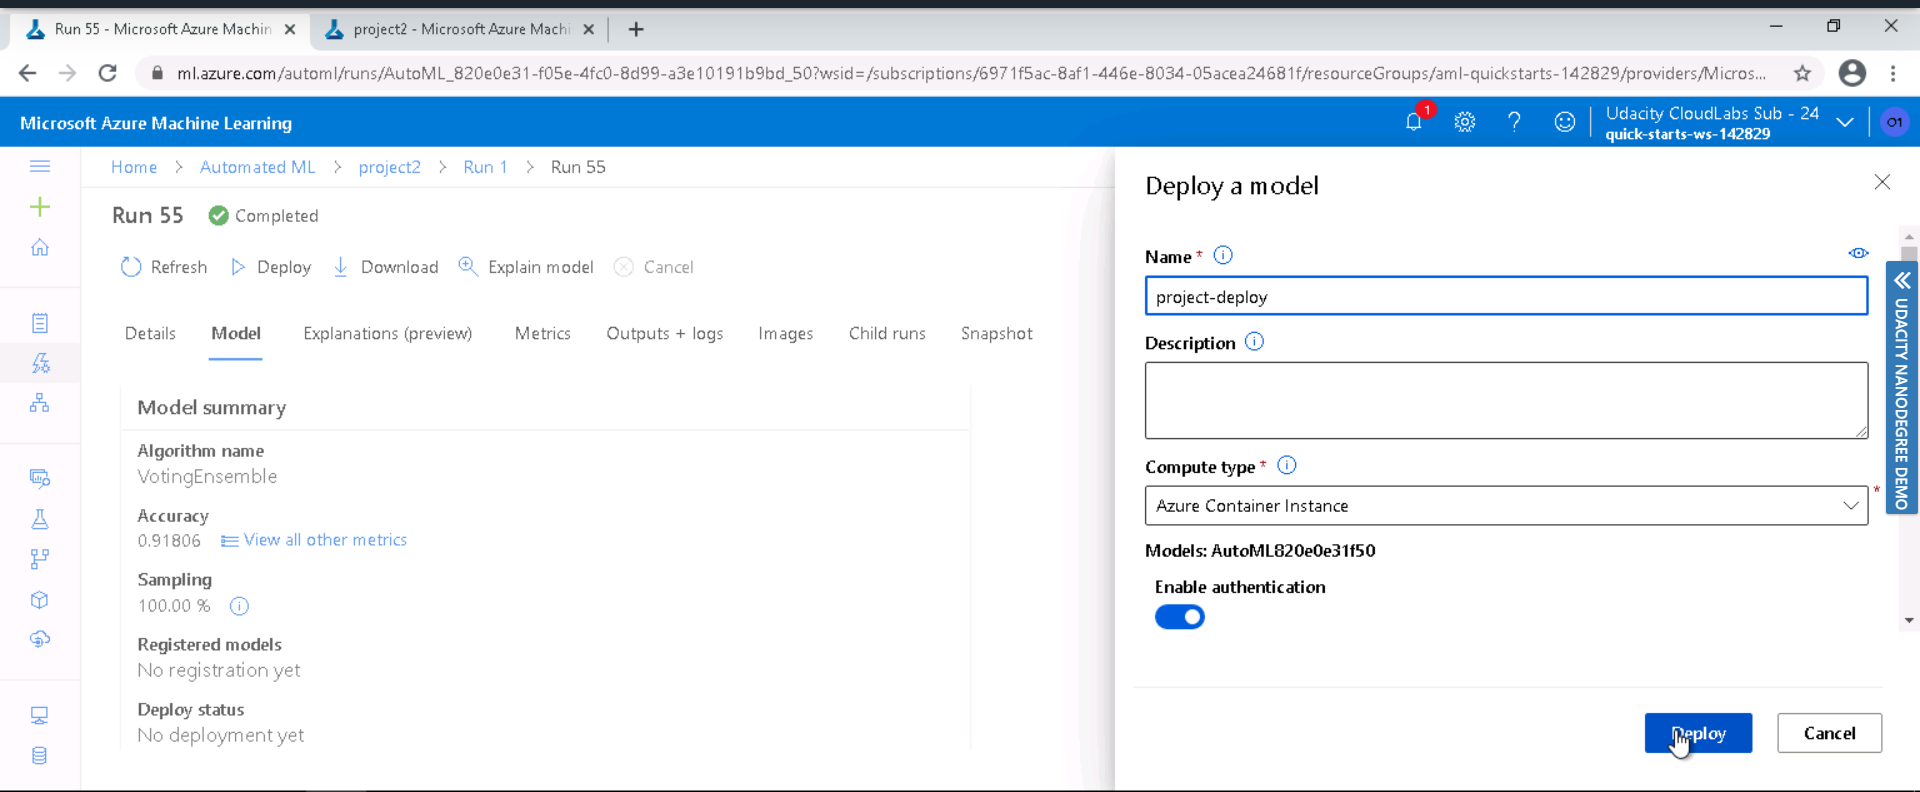 Run 55 - Microsoft Azure Machin
project2 - Microsoft Azure Machi
ml.azure.com/automl/runs/AutoML_820e0e31-f05e-4fc0-8d99-a3e10191b9bd_50?wsid=/subscriptions/6971f5ac-8af1-446e-8034-05acea24681f/resourceGroups/aml-quickstarts-142829/providers/Micros...
Microsoft Azure Machine Learning
1
?
Udacity CloudLabs Sub - 24
quick-starts-ws-142829
O1
Home > Automated ML > project2 > Run 1 > Run 55
Run 55 Completed
Refresh Deploy Download Explain model Cancel
Details Model Explanations (preview) Metrics Outputs + logs Images Child runs Snapshot
Model summary
Algorithm name
VotingEnsemble
Accuracy
0.91806 View all other metrics
Sampling
100.00 %
Registered models
No registration yet
Deploy status
No deployment yet
Deploy a model
Name *
project-deploy
Description
Compute type *
Azure Container Instance
*
Models: AutoML820e0e31f50
Enable authentication
Deploy Cancel
UDACITY NANODEGREE DEMO